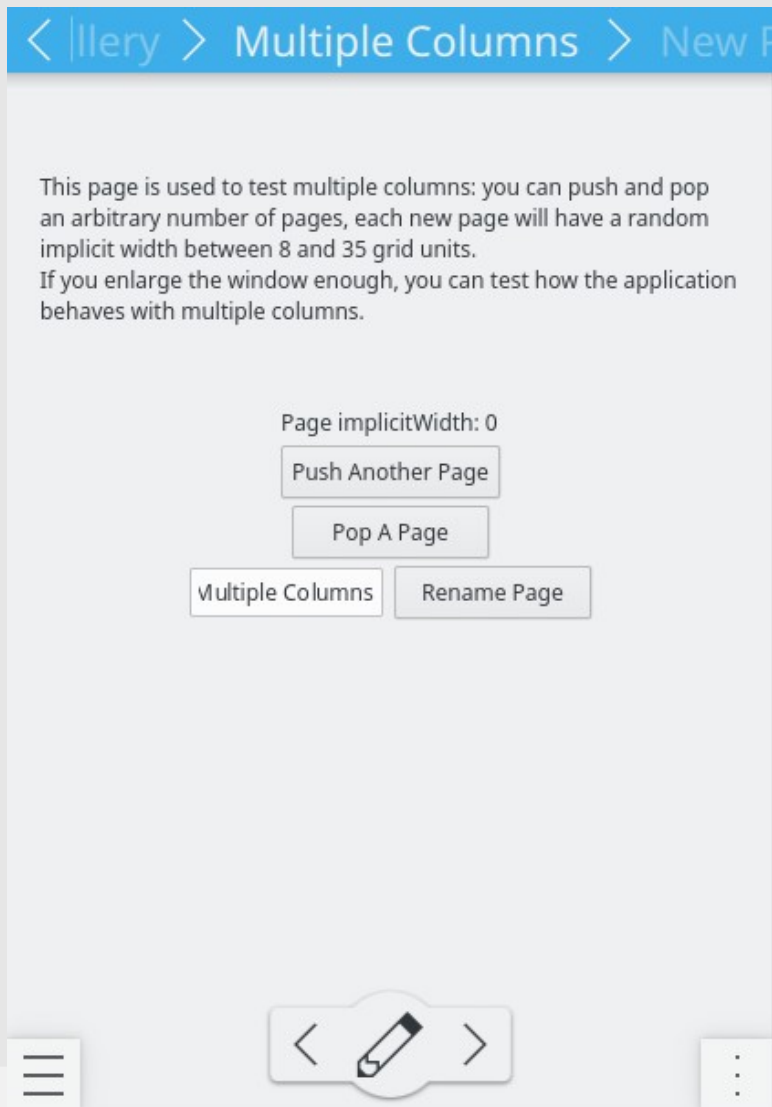 llery > Multiple Columns > New
This page is used to test multiple columns: you can push and pop
an arbitrary number of pages, each new page will have a random
implicit width between 8 and 35 grid units.
If you enlarge the window enough, you can test how the application
behaves with multiple columns.
Page implicitWidth: 0
Push Another Page
Pop A Page
Multiple Columns Rename Page